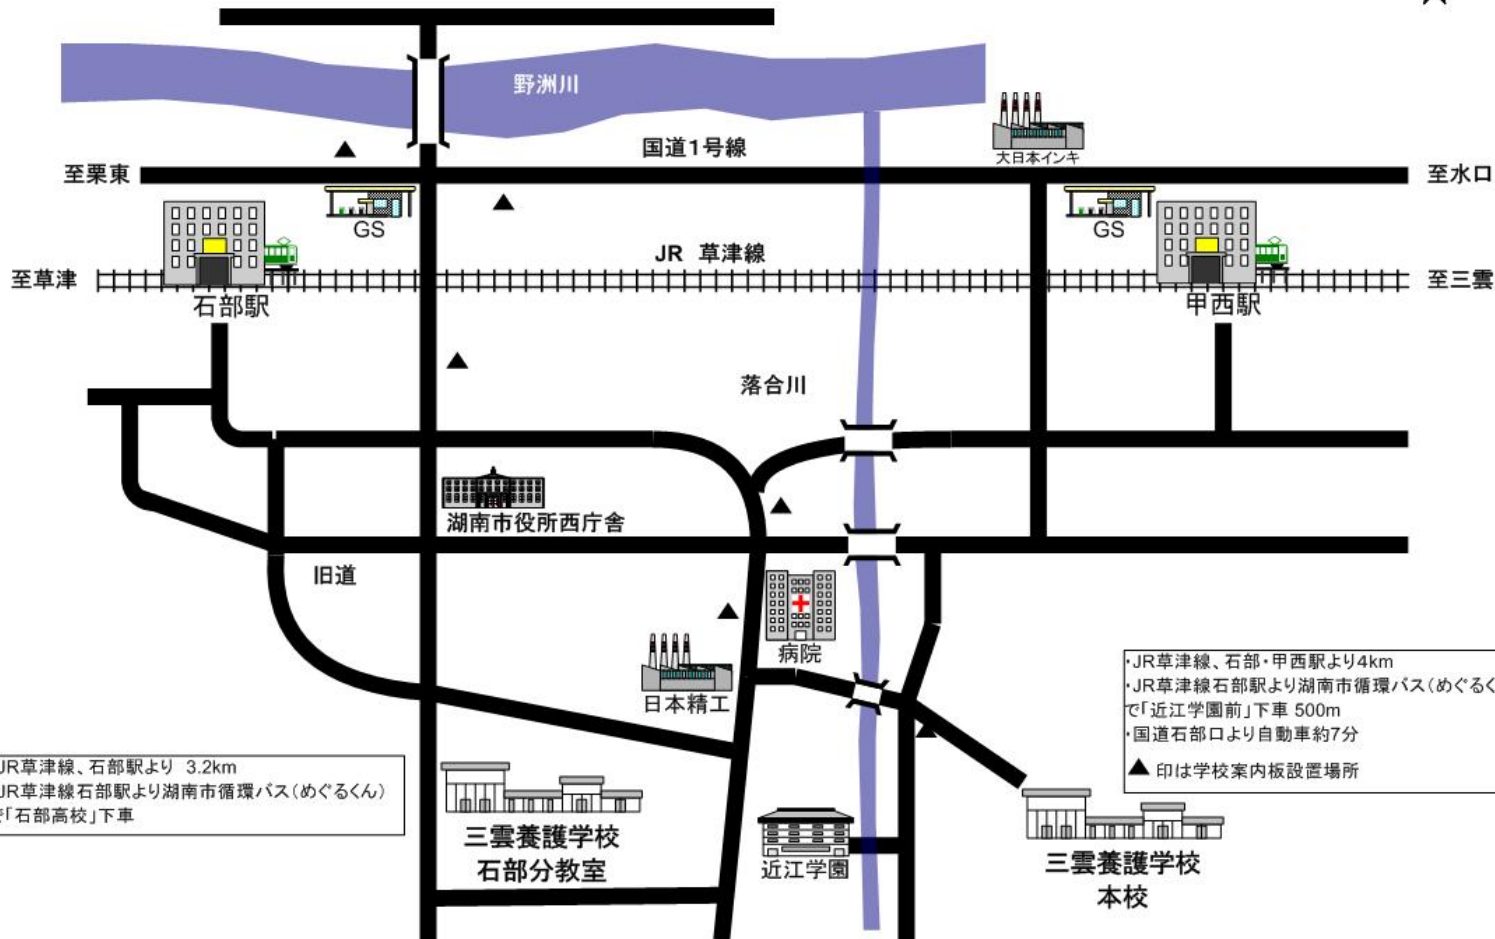 野洲川
国道1号線
大日本インキ
至栗東
至水口
GS
GS
JR 草津線
至草津
至三雲
石部駅
甲西駅
落合川
湖南市役所西庁舎
旧道
病院
日本精工
・JR草津線、石部・甲西駅より4km
・JR草津線石部駅より湖南市循環バス(めぐるく
で「近江学園前」下車 500m
・国道石部口より自動車約7分
▲ 印は学校案内板設置場所
JR草津線、石部駅より 3.2km
JR草津線石部駅より湖南市循環バス(めぐるくん)
で「石部高校」下車
三雲養護学校
石部分教室
近江学園
三雲養護学校
本校